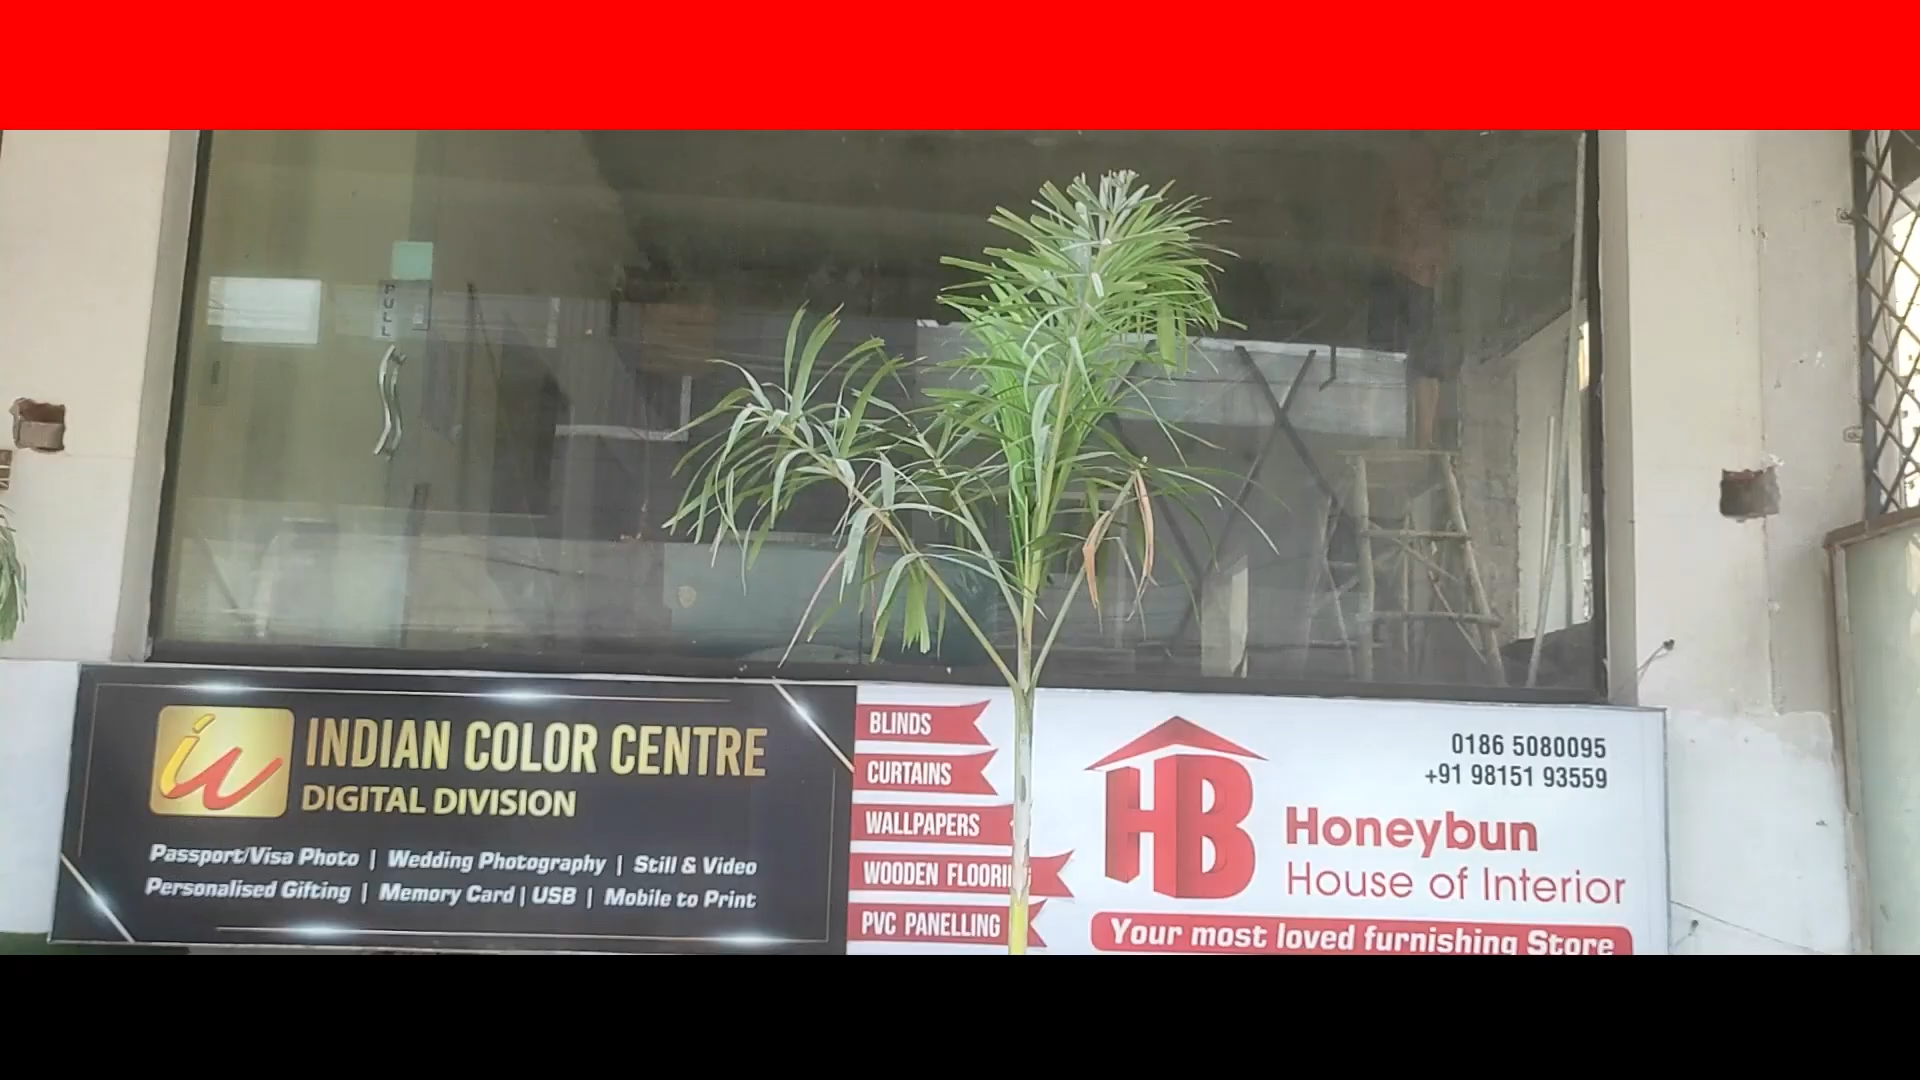 PULL
INDIAN COLOR CENTRE
DIGITAL DIVISION
Passport/Visa Photo | Wedding Photography | Still & Video
Personalised Gifting | Memory Card | USB | Mobile to Print
BLINDS
CURTAINS
WALLPAPERS
WOODEN FLOORING
PVC PANELLING
HB
0186 5080095
+91 98151 93559
Honeybun
House of Interior
Your most loved furnishing Store